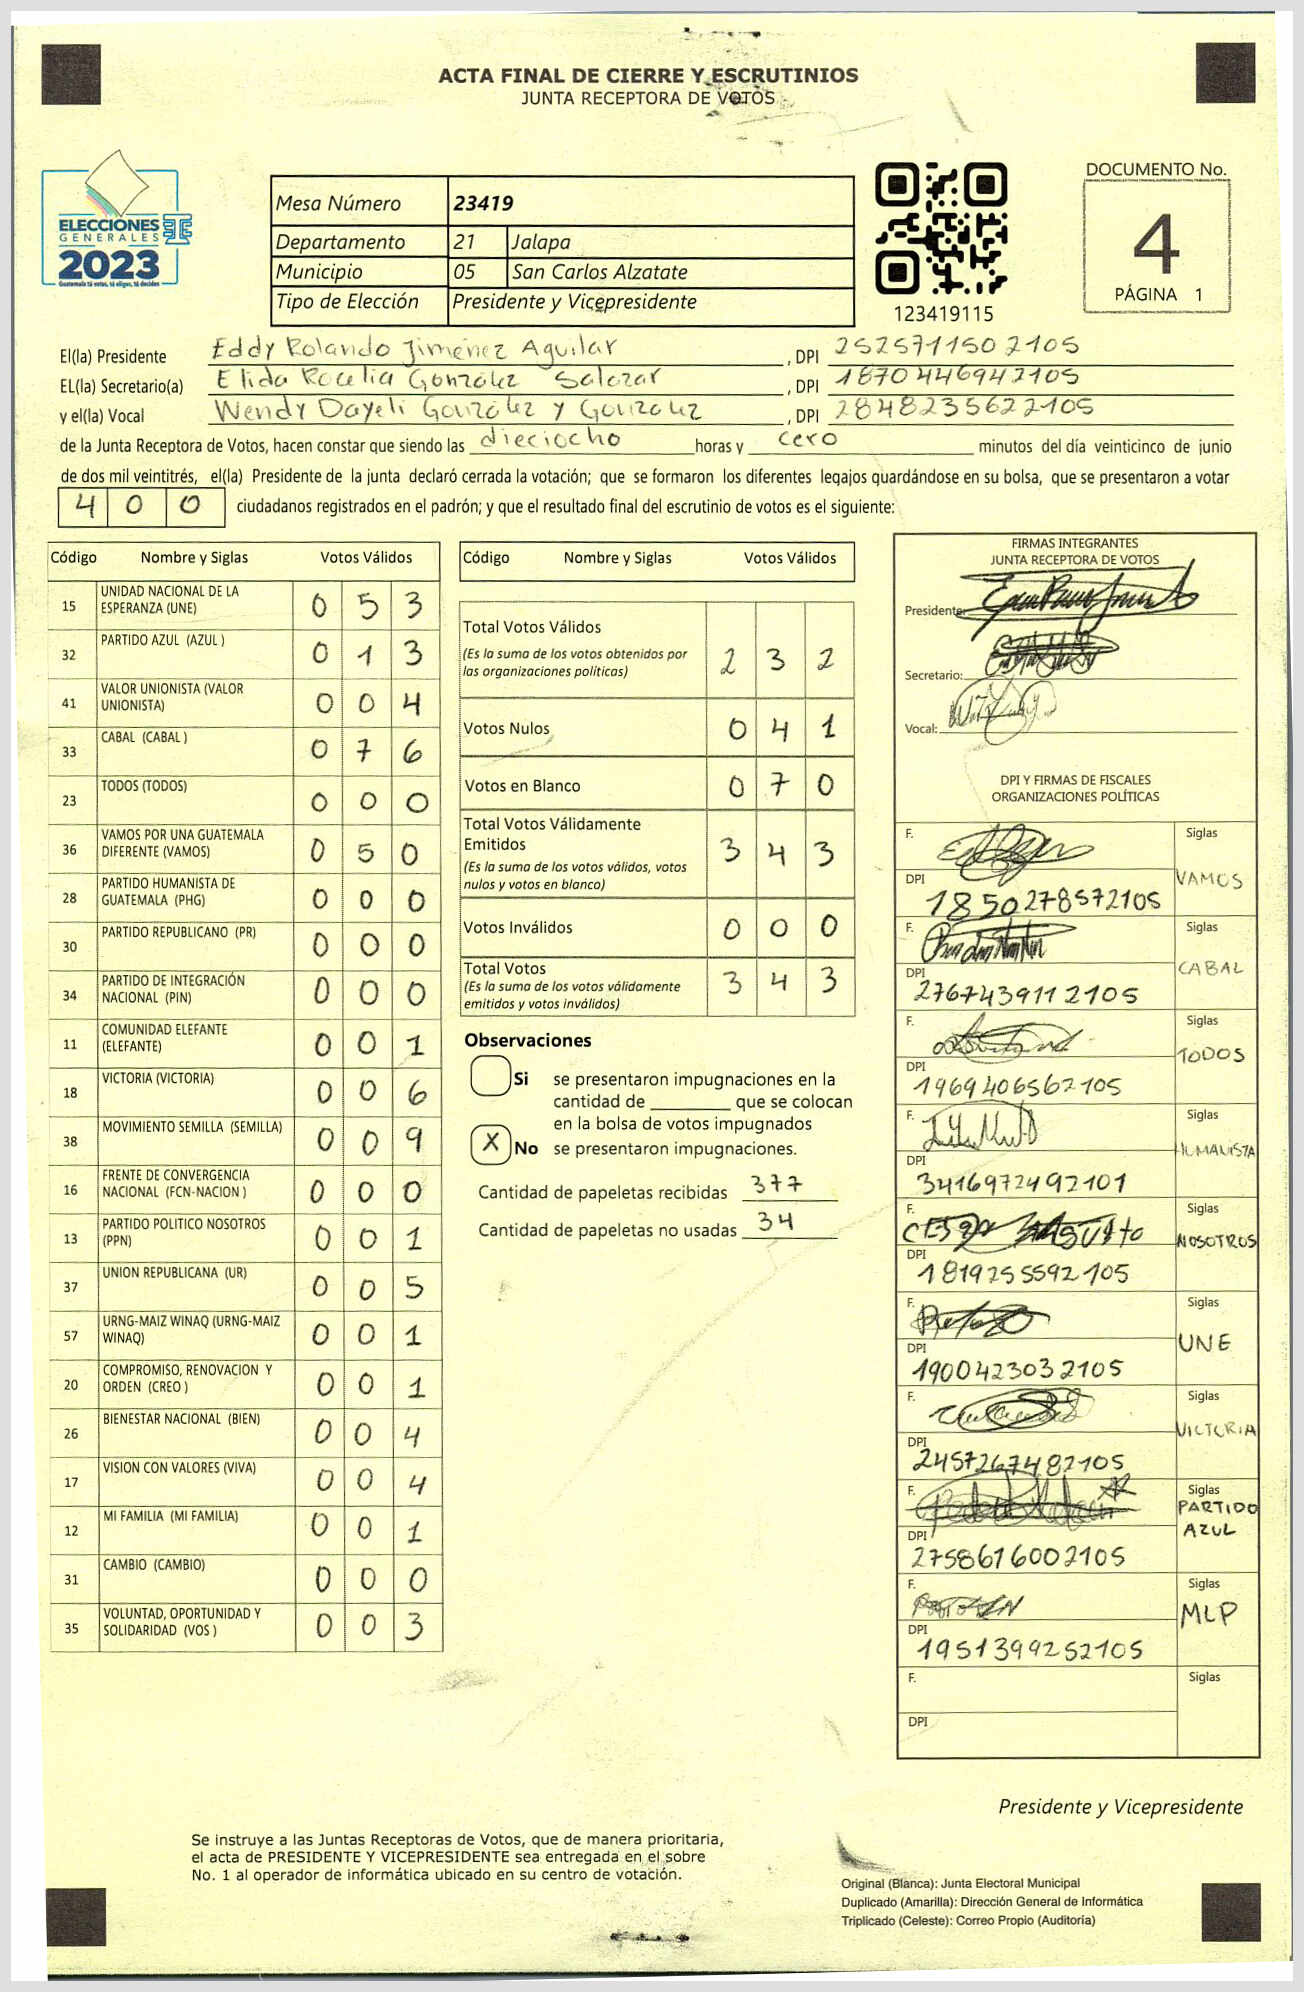 ACTA FINAL DE CIERRE Y ESCRUTINIOS
JUNTA RECEPTORA DE VOTOS
ELECCIONES
GENERALES
2023
Guatemala tú votas, tú eliges, tú decides
Mesa Número 23419
Departamento 21 Jalapa
Municipio 05 San Carlos Alzatate
Tipo de Elección Presidente y Vicepresidente
123419115
DOCUMENTO No.
4
PÁGINA 1
El(la) Presidente Eddy Rolando Jiménez Aguilar, DPI 2525711502105
EL(la) Secretario(a) Elida Rocelia González Salazar, DPI 1870446942105
y el(la) Vocal Wendy Dayeli González y González, DPI 2848235622105
de la Junta Receptora de Votos, hacen constar que siendo las dieciocho horas y cero minutos del día veinticinco de junio
de dos mil veintitrés, el(la) Presidente de la junta declaró cerrada la votación; que se formaron los diferentes legajos guardándose en su bolsa, que se presentaron a votar
400 ciudadanos registrados en el padrón; y que el resultado final del escrutinio de votos es el siguiente:
Código Nombre y Siglas Votos Válidos
15 UNIDAD NACIONAL DE LA ESPERANZA (UNE) 0 5 3
32 PARTIDO AZUL (AZUL ) 0 1 3
41 VALOR UNIONISTA (VALOR UNIONISTA) 0 0 4
33 CABAL (CABAL ) 0 7 6
23 TODOS (TODOS) 0 0 0
36 VAMOS POR UNA GUATEMALA DIFERENTE (VAMOS) 0 5 0
28 PARTIDO HUMANISTA DE GUATEMALA (PHG) 0 0 0
30 PARTIDO REPUBLICANO (PR) 0 0 0
34 PARTIDO DE INTEGRACIÓN NACIONAL (PIN) 0 0 0
11 COMUNIDAD ELEFANTE (ELEFANTE) 0 0 1
18 VICTORIA (VICTORIA) 0 0 6
38 MOVIMIENTO SEMILLA (SEMILLA) 0 0 9
16 FRENTE DE CONVERGENCIA NACIONAL (FCN-NACION ) 0 0 0
13 PARTIDO POLITICO NOSOTROS (PPN) 0 0 1
37 UNION REPUBLICANA (UR) 0 0 5
57 URNG-MAIZ WINAQ (URNG-MAIZ WINAQ) 0 0 1
20 COMPROMISO, RENOVACION Y ORDEN (CREO ) 0 0 1
26 BIENESTAR NACIONAL (BIEN) 0 0 4
17 VISION CON VALORES (VIVA) 0 0 4
12 MI FAMILIA (MI FAMILIA) 0 0 1
31 CAMBIO (CAMBIO) 0 0 0
35 VOLUNTAD, OPORTUNIDAD Y SOLIDARIDAD (VOS ) 0 0 3
Código Nombre y Siglas Votos Válidos
Total Votos Válidos 2 3 2
(Es la suma de los votos obtenidos por
las organizaciones políticas)
Votos Nulos 0 4 1
Votos en Blanco 0 7 0
Total Votos Válidamente
Emitidos 3 4 3
(Es la suma de los votos válidos, votos
nulos y votos en blanco)
Votos Inválidos 0 0 0
Total Votos 3 4 3
(Es la suma de los votos válidamente
emitidos y votos inválidos)
Observaciones
Si se presentaron impugnaciones en la
cantidad de ________ que se colocan
en la bolsa de votos impugnados
X No se presentaron impugnaciones.
Cantidad de papeletas recibidas 377
Cantidad de papeletas no usadas 34
FIRMAS INTEGRANTES
JUNTA RECEPTORA DE VOTOS
Presidente:
Secretario:
Vocal:
DPI Y FIRMAS DE FISCALES
ORGANIZACIONES POLÍTICAS
F. Siglas
VAMOS
DPI 1850278572105
F. Siglas
CABAL
DPI 2767439112105
F. Siglas
TODOS
DPI 1969406562105
F. Siglas
HUMANISTA
DPI 3416972492101
F. Siglas
NOSOTROS
DPI 1819255592105
F. Siglas
UNE
DPI 1900423032105
F. Siglas
VICTORIA
DPI 2457267482105
F. Siglas
PARTIDO
AZUL
DPI 2758616002105
F. Siglas
MLP
DPI 1951399252105
F. Siglas
DPI
Presidente y Vicepresidente
Se instruye a las Juntas Receptoras de Votos, que de manera prioritaria,
el acta de PRESIDENTE Y VICEPRESIDENTE sea entregada en el sobre
No. 1 al operador de informática ubicado en su centro de votación.
Original (Blanca): Junta Electoral Municipal
Duplicado (Amarilla): Dirección General de Informática
Triplicado (Celeste): Correo Propio (Auditoría)